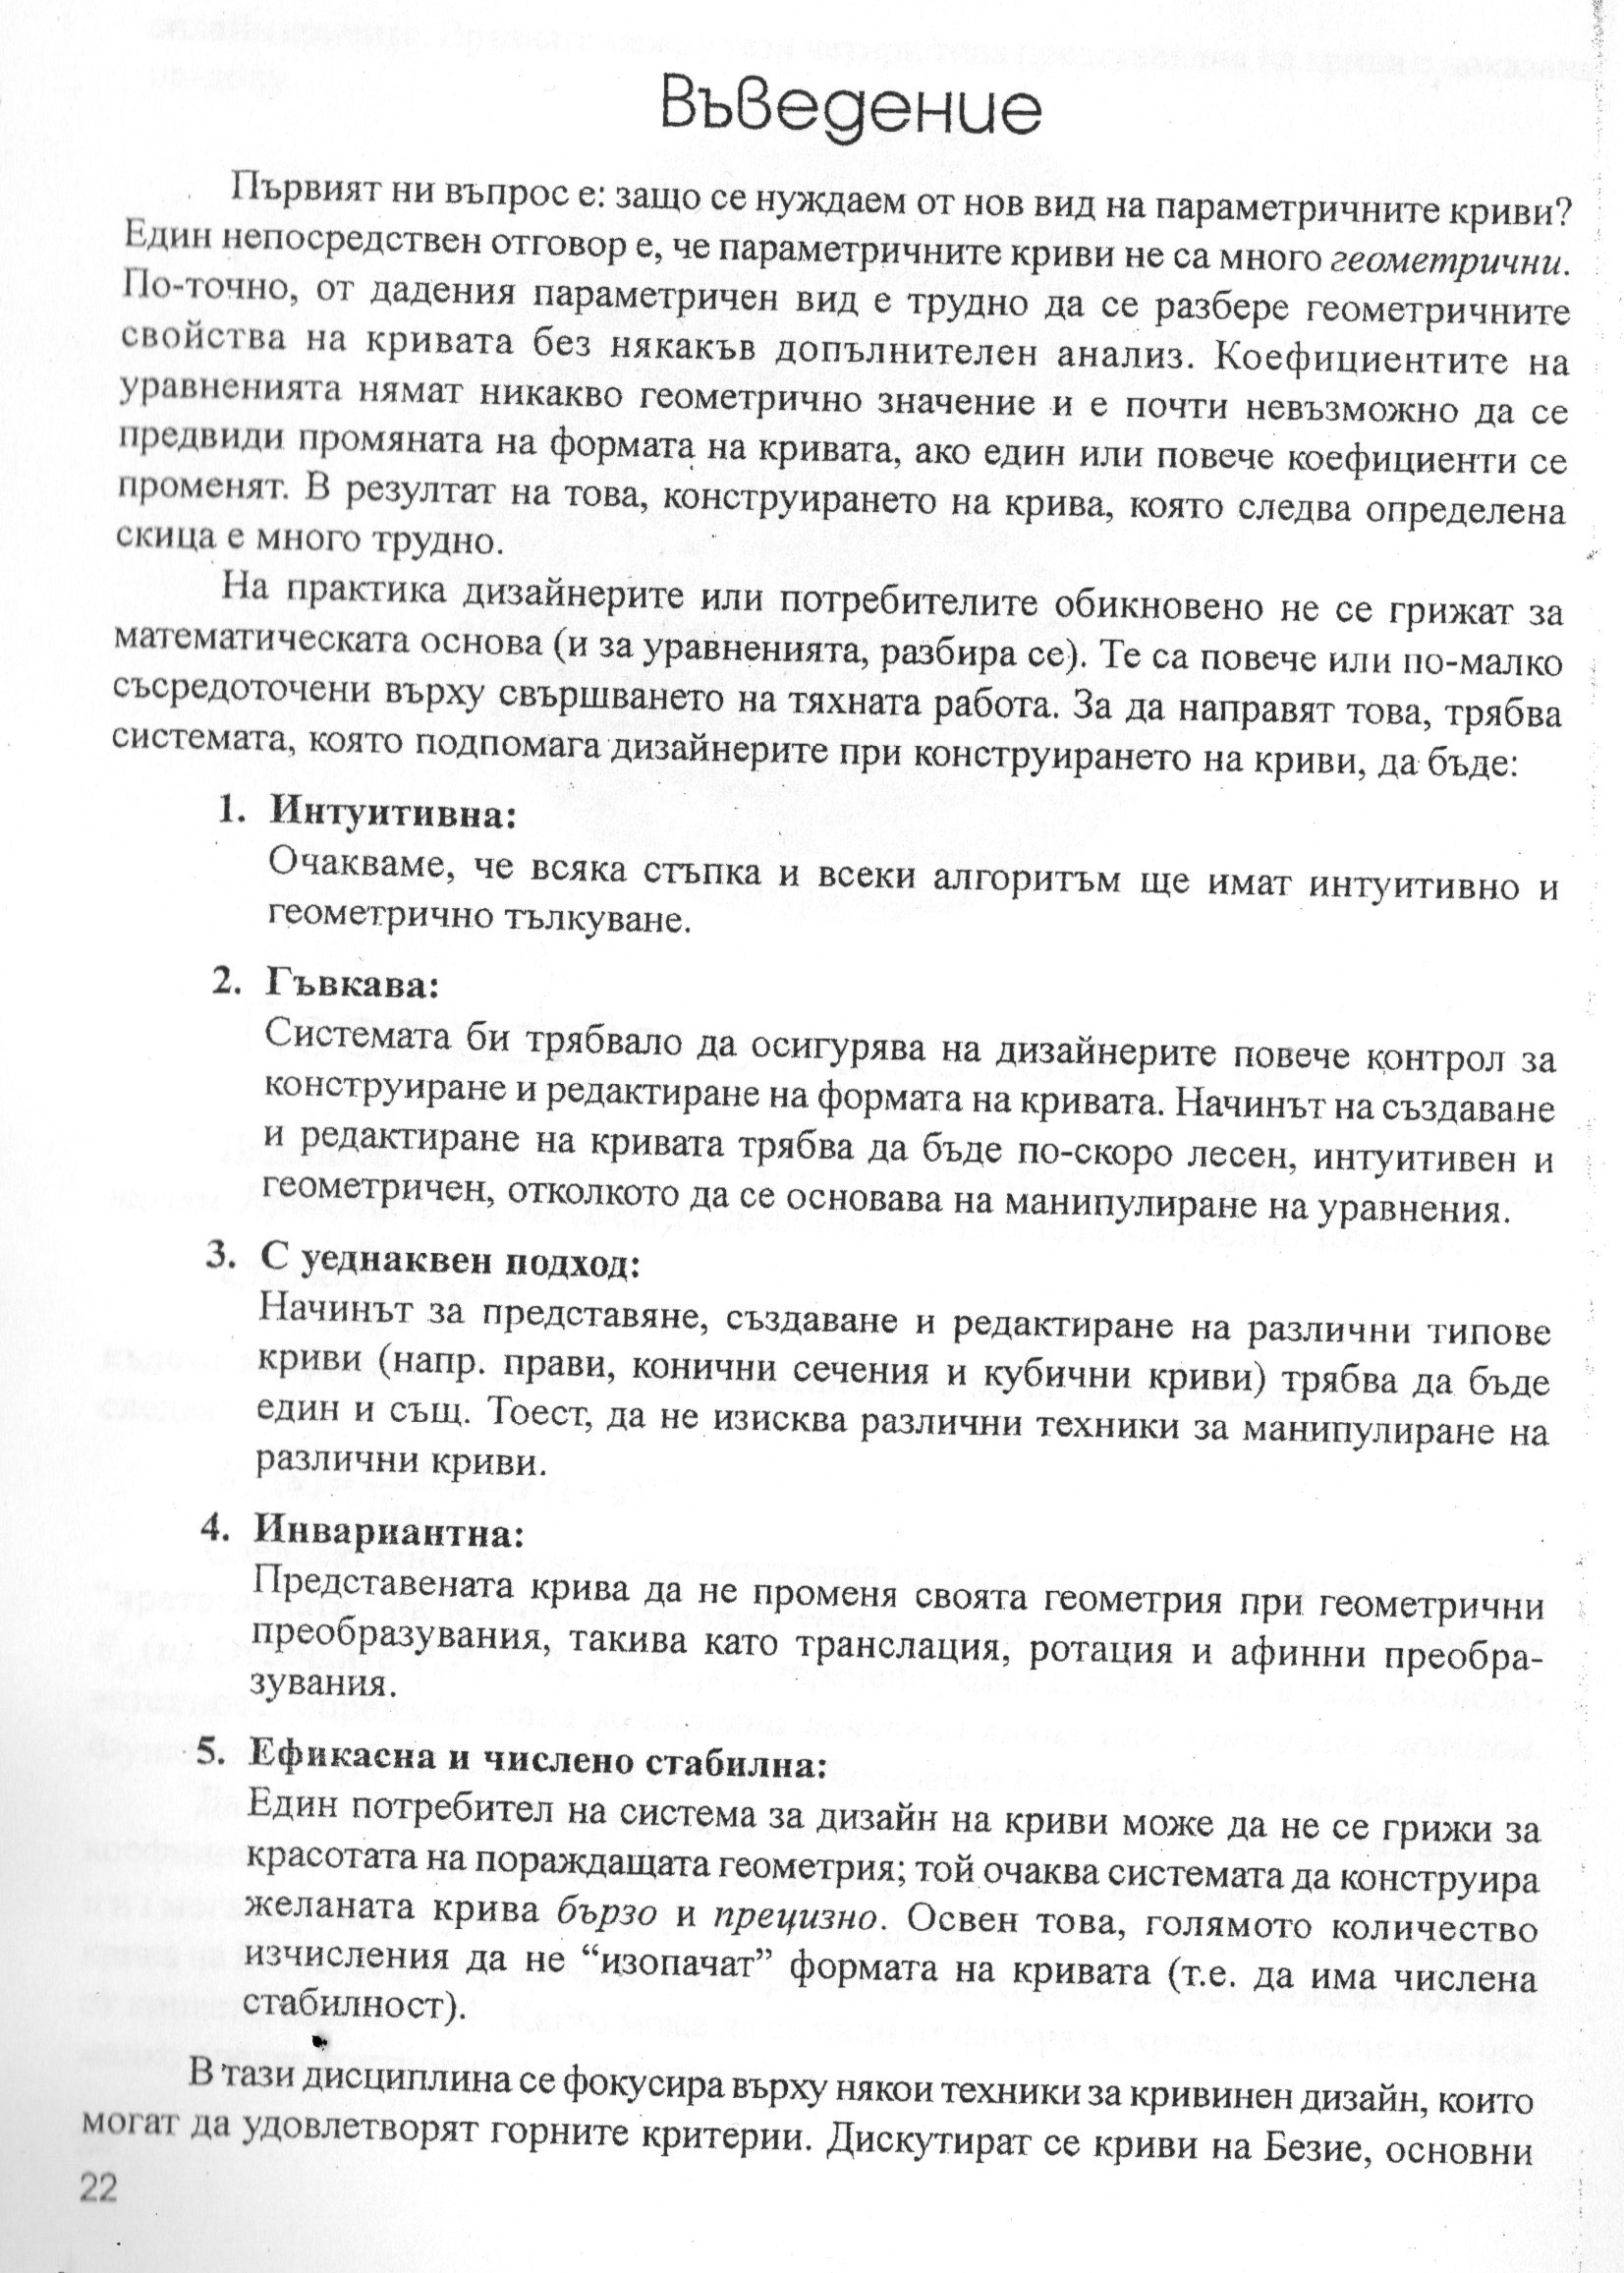 Въведение
Първият ни въпрос е: защо се нуждаем от нов вид на параметричните криви?
Един непосредствен отговор е, че параметричните криви не са много геометрични.
По-точно, от дадения параметричен вид е трудно да се разбере геометричните
свойства на кривата без някакъв допълнителен анализ. Коефициентите на
уравненията нямат никакво геометрично значение и е почти невъзможно да се
предвиди промяната на формата на кривата, ако един или повече коефициенти се
променят. В резултат на това, конструирането на крива, която следва определена
скица е много трудно.
На практика дизайнерите или потребителите обикновено не се грижат за
математическата основа (и за уравненията, разбира се). Те са повече или по-малко
съсредоточени върху свършването на тяхната работа. За да направят това, трябва
системата, която подпомага дизайнерите при конструирането на криви, да бъде:
1. Интуитивна:
Очакваме, че всяка стъпка и всеки алгоритъм ще имат интуитивно и
геометрично тълкуване.
2. Гъвкава:
Системата би трябвало да осигурява на дизайнерите повече контрол за
конструиране и редактиране на формата на кривата. Начинът на създаване
и редактиране на кривата трябва да бъде по-скоро лесен, интуитивен и
геометричен, отколкото да се основава на манипулиране на уравнения.
3. С уеднаквен подход:
Начинът за представяне, създаване и редактиране на различни типове
криви (напр. прави, конични сечения и кубични криви) трябва да бъде
един и същ. Тоест, да не изисква различни техники за манипулиране на
различни криви.
4. Инвариантна:
Представената крива да не променя своята геометрия при геометрични
преобразувания, такива като транслация, ротация и афинни преобра-
зувания.
5. Ефикасна и числено стабилна:
Един потребител на система за дизайн на криви може да не се грижи за
красотата на пораждащата геометрия; той очаква системата да конструира
желаната крива бързо и прецизно. Освен това, голямото количество
изчисления да не “изопачат” формата на кривата (т.е. да има числена
стабилност).
В тази дисциплина се фокусира върху някои техники за кривинен дизайн, които
могат да удовлетворят горните критерии. Дискутират се криви на Безие, основни
22